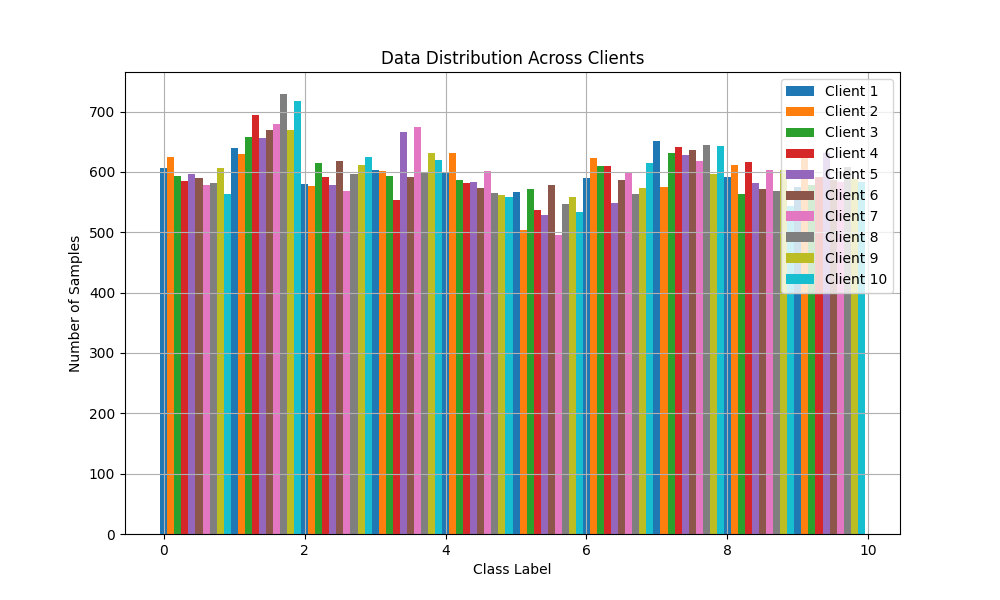 Data Distribution Across Clients
Number of Samples
700
600
500
400
300
200
100
0
0 2 4 6 8 10
Class Label
Client 1
Client 2
Client 3
Client 4
Client 5
Client 6
Client 7
Client 8
Client 9
Client 10